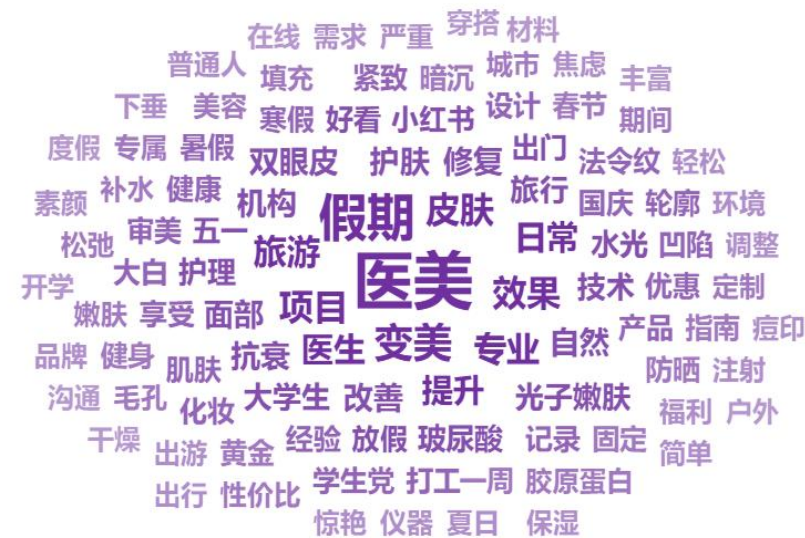 在线 需求 严重 穿搭 材料
普通人 填充 紧致 暗沉 城市 焦虑 丰富
下垂 美容 寒假 好看 小红书 设计 春节 期间
度假 专属 暑假 双眼皮 护肤 修复 出门 法令纹 轻松
素颜 补水 健康 机构 假期 皮肤 旅行 国庆 轮廓 环境
松弛 审美 五一 旅游 日常 水光 凹陷 调整
开学 大白 护理 项目 医美 效果 技术 优惠 定制
嫩肤 享受 面部 医生 变美 专业 自然 产品 指南 痘印
品牌 健身 肌肤 抗衰 提升 防晒 注射
沟通 毛孔 化妆 大学生 改善 光子嫩肤 福利 户外
干燥 出游 黄金 经验 放假 玻尿酸 记录 固定 简单
出行 性价比 学生党 打工一周 胶原蛋白
惊艳 仪器 夏日 保湿